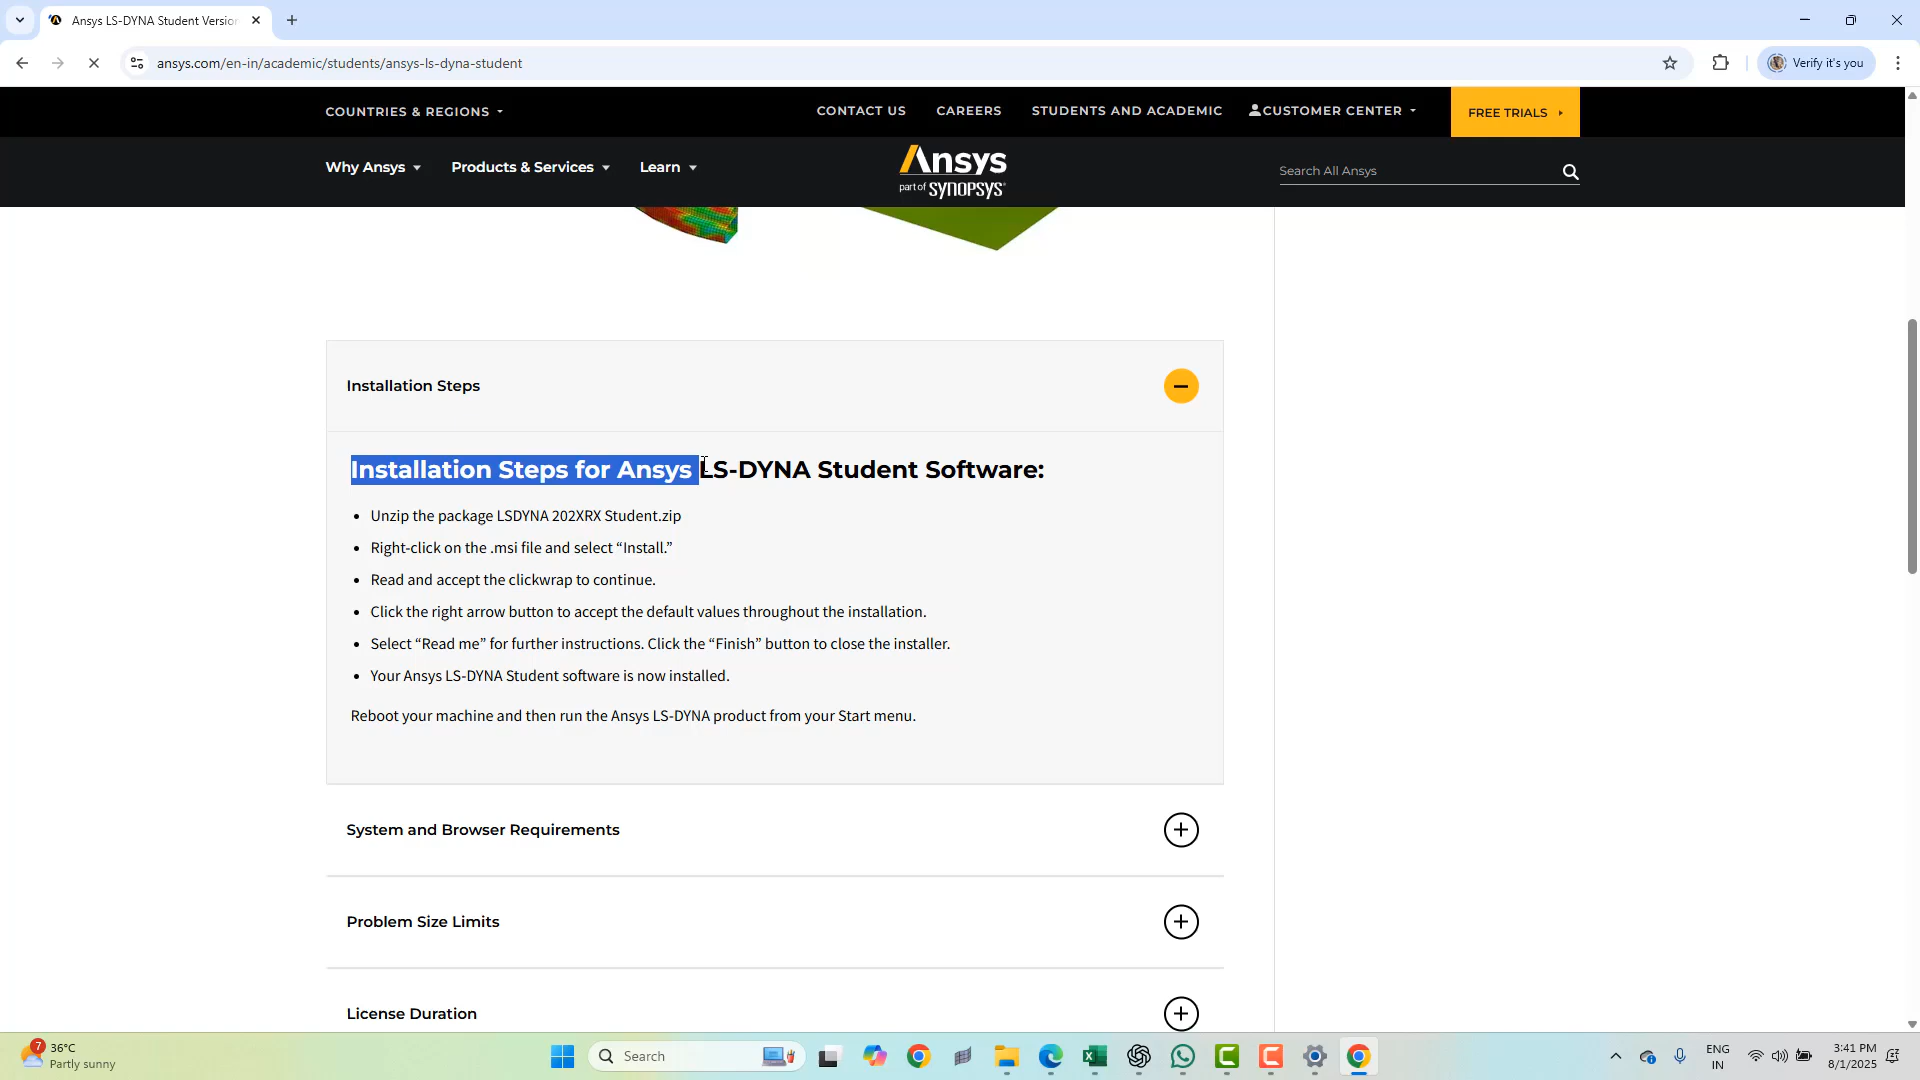 Ansys LS-DYNA Student Versio
ansys.com/en-in/academic/students/ansys-ls-dyna-student
Verify it's you
COUNTRIES & REGIONS
CONTACT US
CAREERS
STUDENTS AND ACADEMIC
CUSTOMER CENTER
FREE TRIALS
Why Ansys
Products & Services
Learn
Ansys
part of SYNOPSYS
Search All Ansys
Installation Steps
Installation Steps for Ansys LS-DYNA Student Software:
• Unzip the package LSDYNA 202XRX Student.zip
• Right-click on the .msi file and select “Install.”
• Read and accept the clickwrap to continue.
• Click the right arrow button to accept the default values throughout the installation.
• Select “Read me” for further instructions. Click the “Finish” button to close the installer.
• Your Ansys LS-DYNA Student software is now installed.
Reboot your machine and then run the Ansys LS-DYNA product from your Start menu.
System and Browser Requirements
Problem Size Limits
License Duration
7
36°C
Partly sunny
Search
ENG
IN
3:41 PM
8/1/2025